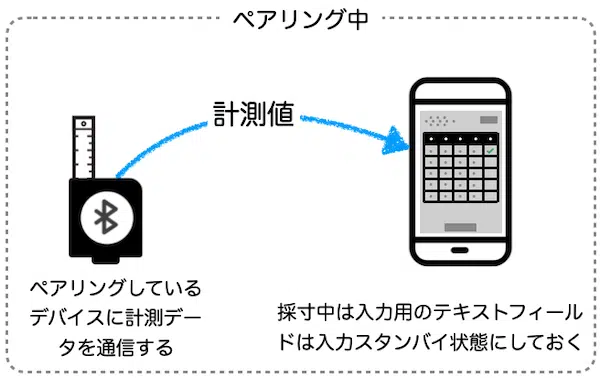 ペアリング中
計測値
ペアリングしている
デバイスに計測デー
タを通信する
採寸中は入力用のテキストフィール
ドは入力スタンバイ状態にしておく